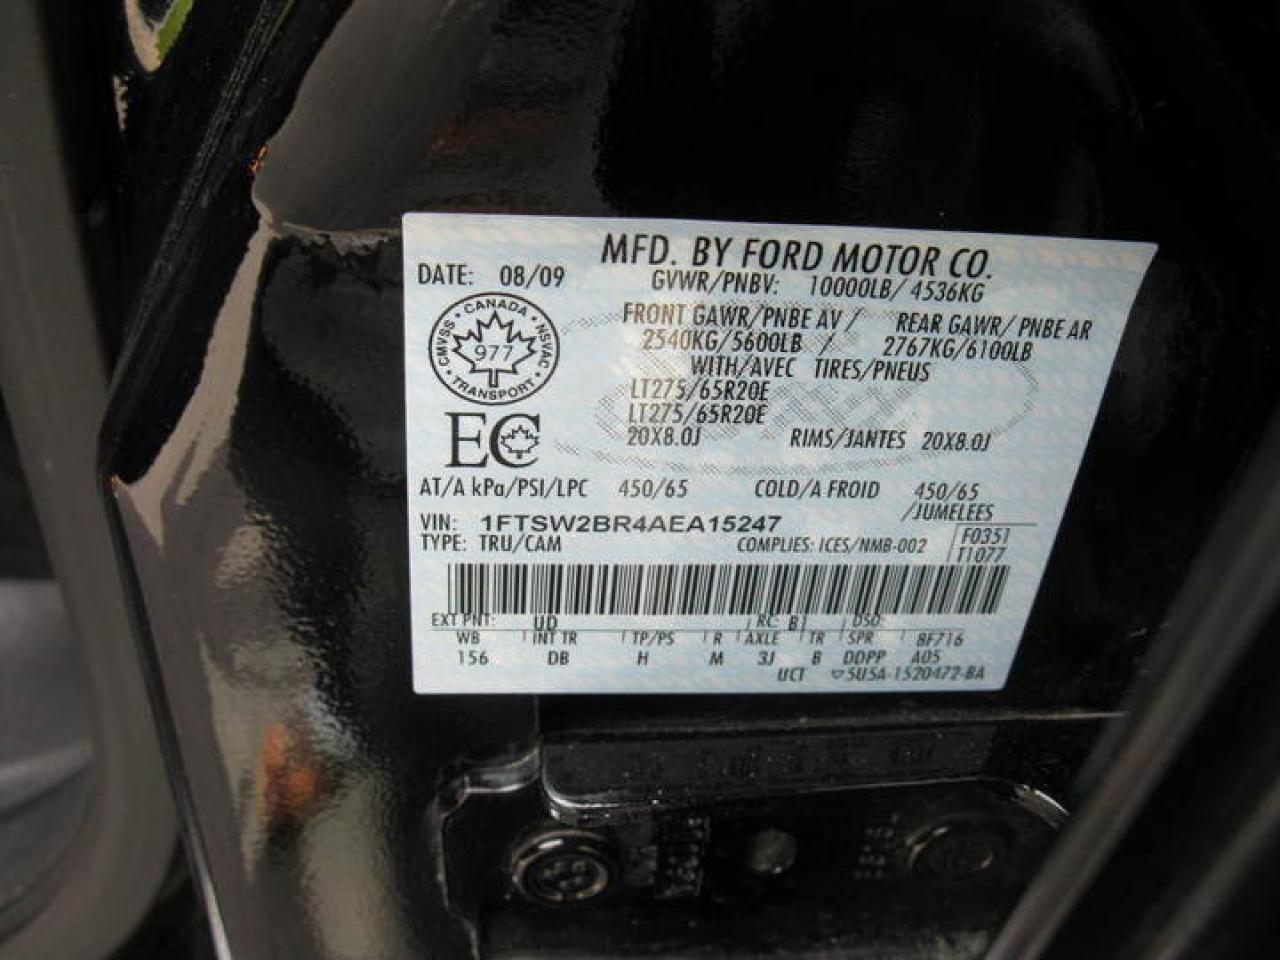 MFD. BY FORD MOTOR CO.
DATE: 08/09
GVWR/PNBV: 10000LB/ 4536KG
CMVSS • CANADA • NSVAC • TRANSPORT •
977
FRONT GAWR/PNBE AV / REAR GAWR/ PNBE AR
2540KG/5600LB / 2767KG/6100LB
WITH/AVEC TIRES/PNEUS
LT275/65R20E
LT275/65R20E
EC
20X8.0J RIMS/JANTES 20X8.0J
AT/A kPa/PSI/LPC 450/65 COLD/A FROID 450/65
/JUMELEES
VIN: 1FTSW2BR4AEA15247
F0351
TYPE: TRU/CAM COMPLIES: ICES/NMB-002
T1077
EXT PNT: UD RC: 81 DSO:
WB INT TR TP/PS R AXLE TR SPR 8F716
156 DB H M 3J B DDPP A05
UCT 5U5A-1520472-BA